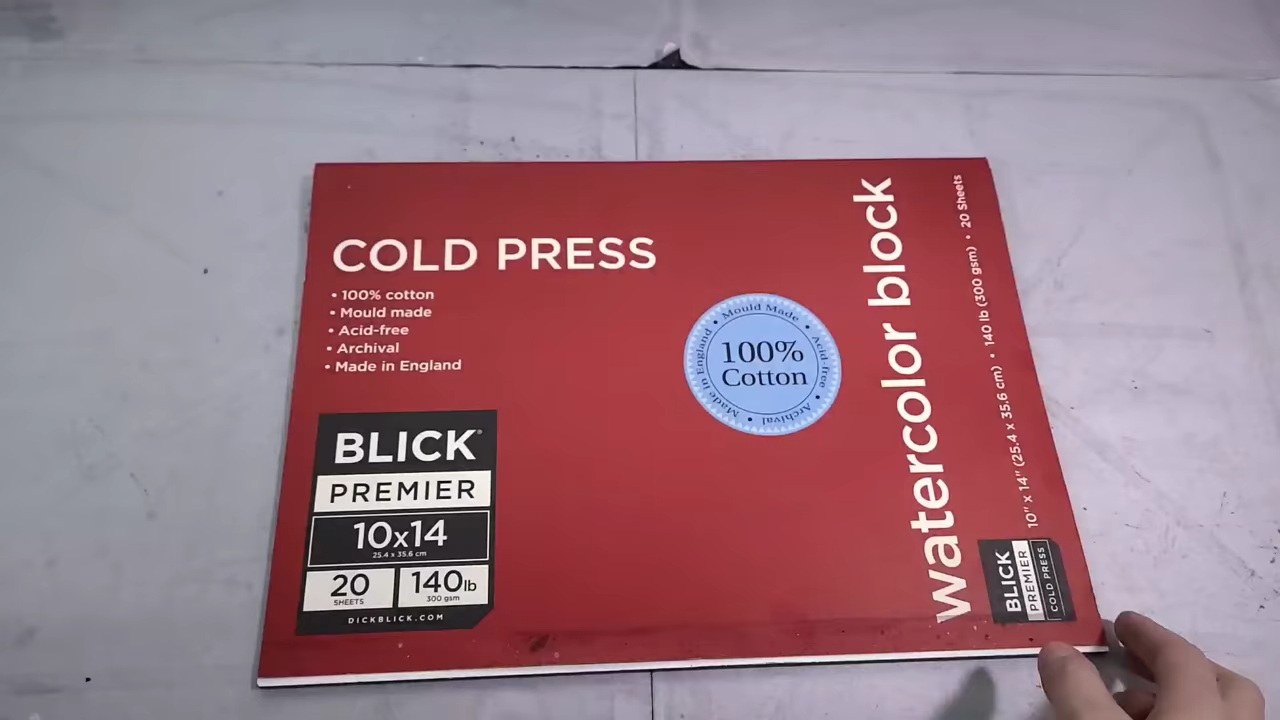 COLD PRESS
• 100% cotton
• Mould made
• Acid-free
• Archival
• Made in England
BLICK®
PREMIER
10x14
25.4 x 35.6 cm
20
SHEETS
140lb
300 gsm
DICKBLICK.COM
Mould Made • Acid-free • Archival • Made in England •
100%
Cotton
watercolor block
10" x 14" (25.4 x 35.6 cm) • 140 lb (300 gsm) • 20 Sheets
BLICK
PREMIER
COLD PRESS